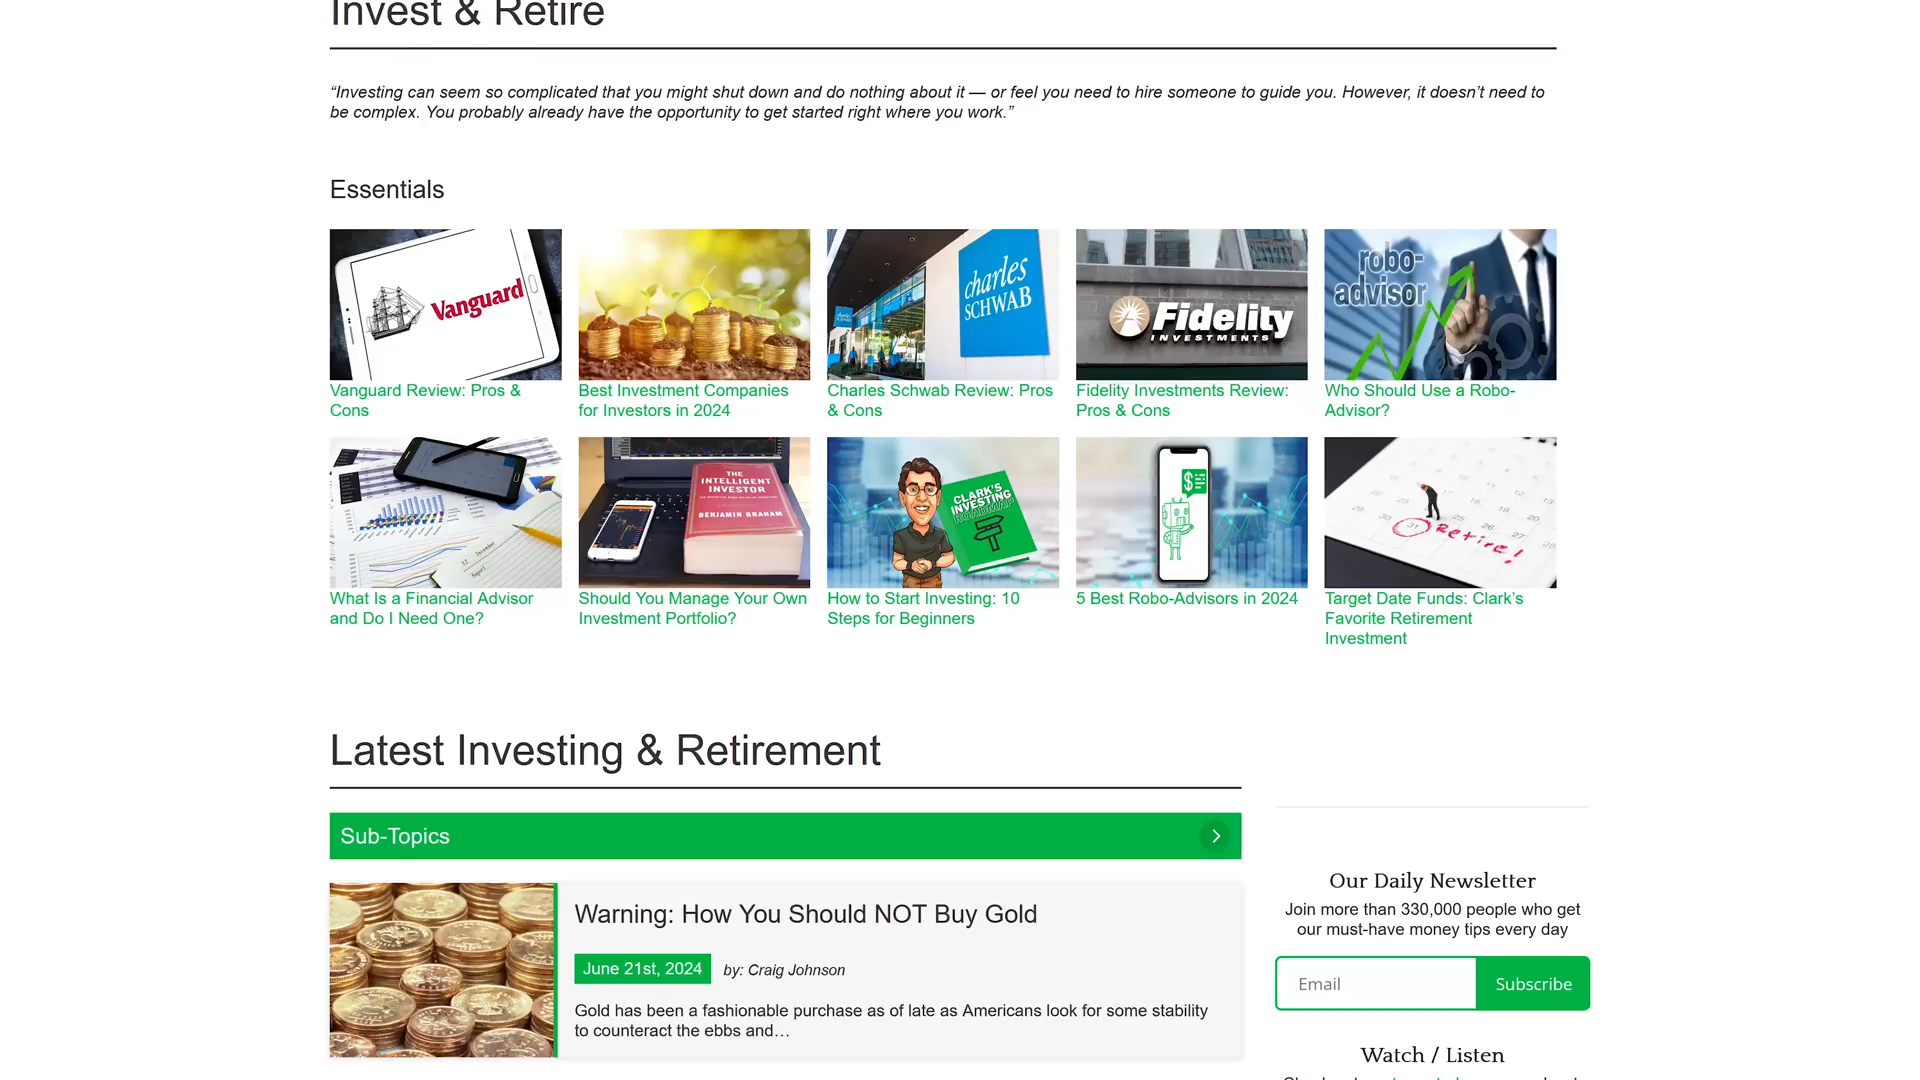 Invest & Retire
“Investing can seem so complicated that you might shut down and do nothing about it — or feel you need to hire someone to guide you. However, it doesn’t need to
be complex. You probably already have the opportunity to get started right where you work.”
Essentials
Vanguard
charles
SCHWAB
Fidelity
INVESTMENTS
robo-
advisor
Vanguard Review: Pros &
Cons
Best Investment Companies
for Investors in 2024
Charles Schwab Review: Pros
& Cons
Fidelity Investments Review:
Pros & Cons
Who Should Use a Robo-
Advisor?
THE
INTELLIGENT
INVESTOR
BENJAMIN GRAHAM
CLARK'S
INVESTING
ROADMAP
$
31
Retire!
What Is a Financial Advisor
and Do I Need One?
Should You Manage Your Own
Investment Portfolio?
How to Start Investing: 10
Steps for Beginners
5 Best Robo-Advisors in 2024
Target Date Funds: Clark’s
Favorite Retirement
Investment
Latest Investing & Retirement
Sub-Topics
Warning: How You Should NOT Buy Gold
June 21st, 2024 by: Craig Johnson
Gold has been a fashionable purchase as of late as Americans look for some stability
to counteract the ebbs and…
Our Daily Newsletter
Join more than 330,000 people who get
our must-have money tips every day
Email
Subscribe
Watch / Listen